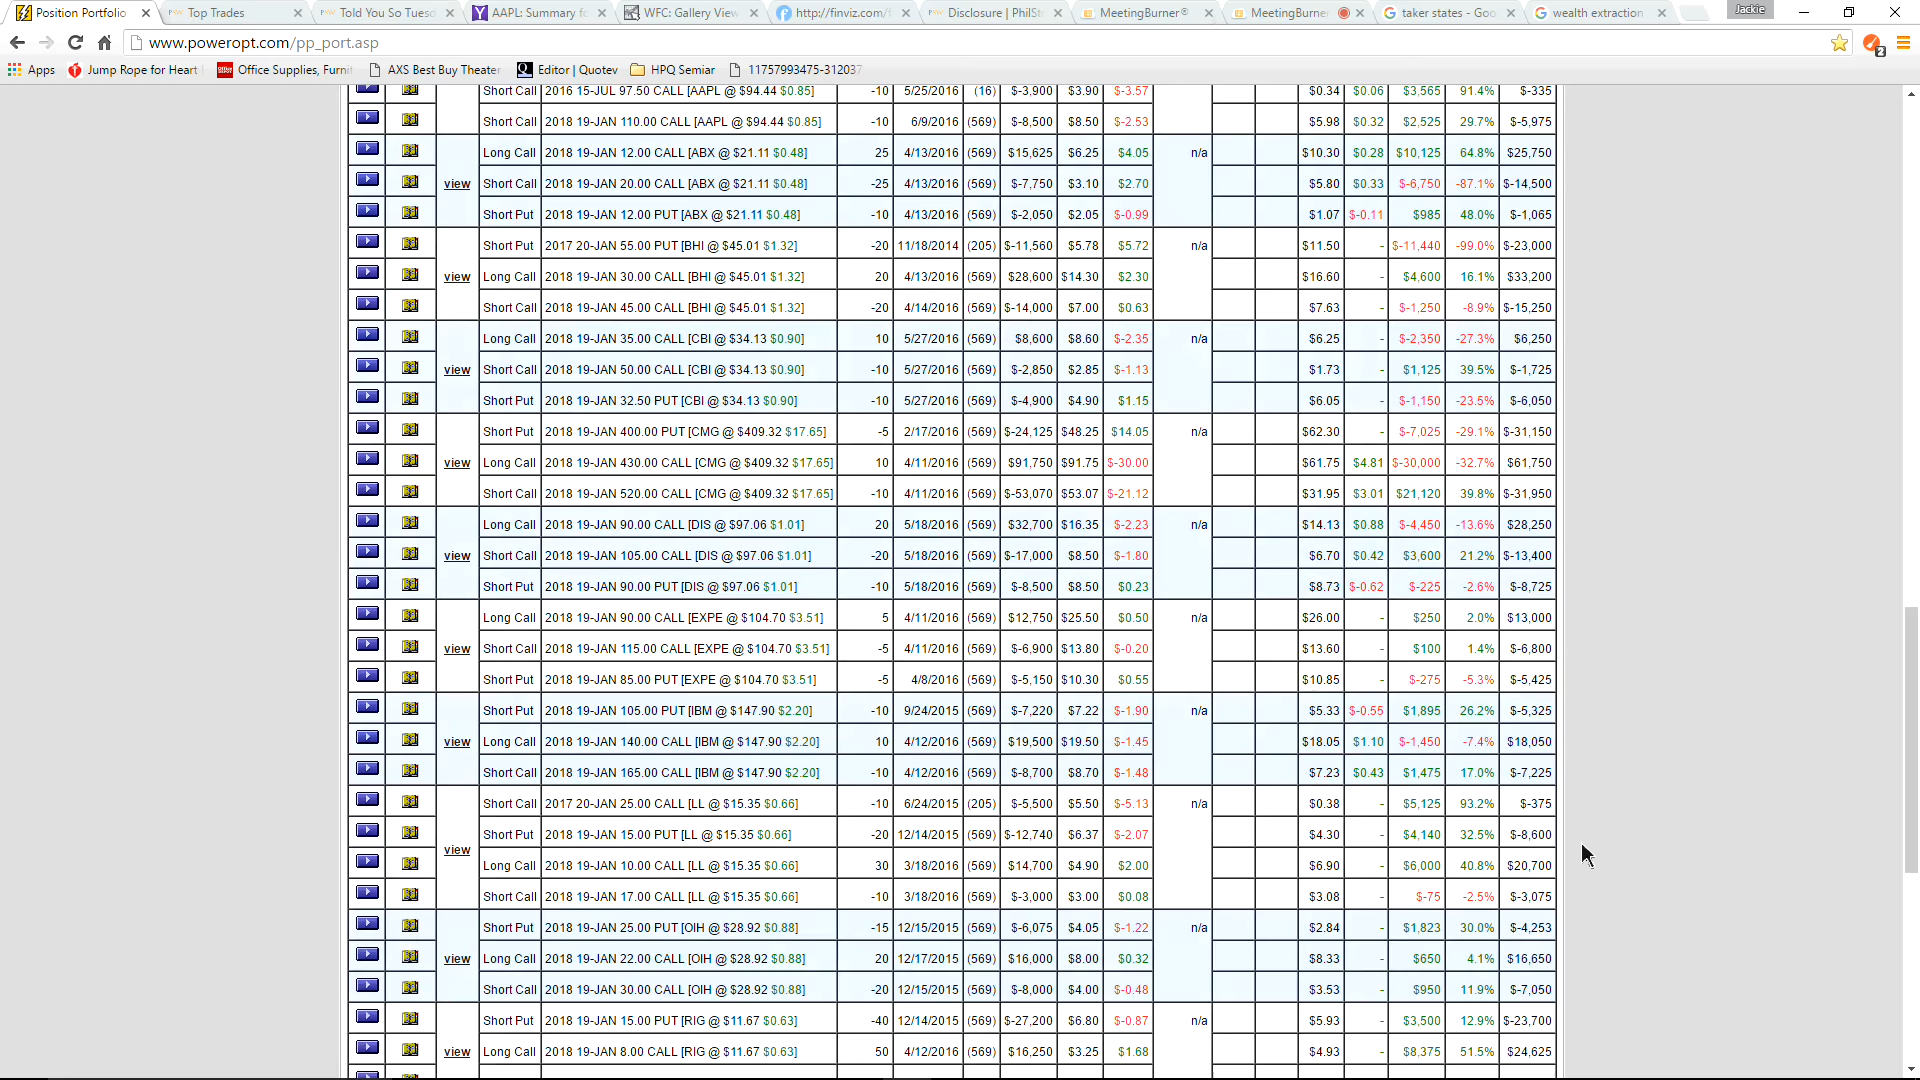 Position Portfolio
Top Trades
Told You So Tuesd
AAPL: Summary fo
WFC: Gallery View
http://finviz.com/
Disclosure | PhilSt
MeetingBurner®
MeetingBurne
taker states - Goo
wealth extraction
Jackie
www.poweropt.com/pp_port.asp
2
Apps
Jump Rope for Heart
Office Supplies, Furni
AXS Best Buy Theater
Editor | Quotev
HPQ Semiar
11757993475-312037
Short Call 2016 15-JUL 97.50 CALL [AAPL @ $94.44 $0.85] -10 5/25/2016 (16) $-3,900 $3.90 $-3.57 $0.34 $0.06 $3,565 91.4% $-335
Short Call 2018 19-JAN 110.00 CALL [AAPL @ $94.44 $0.85] -10 6/9/2016 (569) $-8,500 $8.50 $-2.53 $5.98 $0.32 $2,525 29.7% $-5,975
Long Call 2018 19-JAN 12.00 CALL [ABX @ $21.11 $0.48] 25 4/13/2016 (569) $15,625 $6.25 $4.05 n/a $10.30 $0.28 $10,125 64.8% $25,750
view Short Call 2018 19-JAN 20.00 CALL [ABX @ $21.11 $0.48] -25 4/13/2016 (569) $-7,750 $3.10 $2.70 $5.80 $0.33 $-6,750 -87.1% $-14,500
Short Put 2018 19-JAN 12.00 PUT [ABX @ $21.11 $0.48] -10 4/13/2016 (569) $-2,050 $2.05 $-0.99 $1.07 $-0.11 $985 48.0% $-1,065
Short Put 2017 20-JAN 55.00 PUT [BHI @ $45.01 $1.32] -20 11/18/2014 (205) $-11,560 $5.78 $5.72 n/a $11.50 - $-11,440 -99.0% $-23,000
view Long Call 2018 19-JAN 30.00 CALL [BHI @ $45.01 $1.32] 20 4/13/2016 (569) $28,600 $14.30 $2.30 $16.60 - $4,600 16.1% $33,200
Short Call 2018 19-JAN 45.00 CALL [BHI @ $45.01 $1.32] -20 4/14/2016 (569) $-14,000 $7.00 $0.63 $7.63 - $-1,250 -8.9% $-15,250
Long Call 2018 19-JAN 35.00 CALL [CBI @ $34.13 $0.90] 10 5/27/2016 (569) $8,600 $8.60 $-2.35 n/a $6.25 - $-2,350 -27.3% $6,250
view Short Call 2018 19-JAN 50.00 CALL [CBI @ $34.13 $0.90] -10 5/27/2016 (569) $-2,850 $2.85 $-1.13 $1.73 - $1,125 39.5% $-1,725
Short Put 2018 19-JAN 32.50 PUT [CBI @ $34.13 $0.90] -10 5/27/2016 (569) $-4,900 $4.90 $1.15 $6.05 - $-1,150 -23.5% $-6,050
Short Put 2018 19-JAN 400.00 PUT [CMG @ $409.32 $17.65] -5 2/17/2016 (569) $-24,125 $48.25 $14.05 n/a $62.30 - $-7,025 -29.1% $-31,150
view Long Call 2018 19-JAN 430.00 CALL [CMG @ $409.32 $17.65] 10 4/11/2016 (569) $91,750 $91.75 $-30.00 $61.75 $4.81 $-30,000 -32.7% $61,750
Short Call 2018 19-JAN 520.00 CALL [CMG @ $409.32 $17.65] -10 4/11/2016 (569) $-53,070 $53.07 $-21.12 $31.95 $3.01 $21,120 39.8% $-31,950
Long Call 2018 19-JAN 90.00 CALL [DIS @ $97.06 $1.01] 20 5/18/2016 (569) $32,700 $16.35 $-2.23 n/a $14.13 $0.88 $-4,450 -13.6% $28,250
view Short Call 2018 19-JAN 105.00 CALL [DIS @ $97.06 $1.01] -20 5/18/2016 (569) $-17,000 $8.50 $-1.80 $6.70 $0.42 $3,600 21.2% $-13,400
Short Put 2018 19-JAN 90.00 PUT [DIS @ $97.06 $1.01] -10 5/18/2016 (569) $-8,500 $8.50 $0.23 $8.73 $-0.62 $-225 -2.6% $-8,725
Long Call 2018 19-JAN 90.00 CALL [EXPE @ $104.70 $3.51] 5 4/11/2016 (569) $12,750 $25.50 $0.50 n/a $26.00 - $250 2.0% $13,000
view Short Call 2018 19-JAN 115.00 CALL [EXPE @ $104.70 $3.51] -5 4/11/2016 (569) $-6,900 $13.80 $-0.20 $13.60 - $100 1.4% $-6,800
Short Put 2018 19-JAN 85.00 PUT [EXPE @ $104.70 $3.51] -5 4/8/2016 (569) $-5,150 $10.30 $0.55 $10.85 - $-275 -5.3% $-5,425
Short Put 2018 19-JAN 105.00 PUT [IBM @ $147.90 $2.20] -10 9/24/2015 (569) $-7,220 $7.22 $-1.90 n/a $5.33 $-0.55 $1,895 26.2% $-5,325
view Long Call 2018 19-JAN 140.00 CALL [IBM @ $147.90 $2.20] 10 4/12/2016 (569) $19,500 $19.50 $-1.45 $18.05 $1.10 $-1,450 -7.4% $18,050
Short Call 2018 19-JAN 165.00 CALL [IBM @ $147.90 $2.20] -10 4/12/2016 (569) $-8,700 $8.70 $-1.48 $7.23 $0.43 $1,475 17.0% $-7,225
Short Call 2017 20-JAN 25.00 CALL [LL @ $15.35 $0.66] -10 6/24/2015 (205) $-5,500 $5.50 $-5.13 n/a $0.38 - $5,125 93.2% $-375
Short Put 2018 19-JAN 15.00 PUT [LL @ $15.35 $0.66] -20 12/14/2015 (569) $-12,740 $6.37 $-2.07 $4.30 - $4,140 32.5% $-8,600
view
Long Call 2018 19-JAN 10.00 CALL [LL @ $15.35 $0.66] 30 3/18/2016 (569) $14,700 $4.90 $2.00 $6.90 - $6,000 40.8% $20,700
Short Call 2018 19-JAN 17.00 CALL [LL @ $15.35 $0.66] -10 3/18/2016 (569) $-3,000 $3.00 $0.08 $3.08 - $-75 -2.5% $-3,075
Short Put 2018 19-JAN 25.00 PUT [OIH @ $28.92 $0.88] -15 12/15/2015 (569) $-6,075 $4.05 $-1.22 n/a $2.84 - $1,823 30.0% $-4,253
view Long Call 2018 19-JAN 22.00 CALL [OIH @ $28.92 $0.88] 20 12/17/2015 (569) $16,000 $8.00 $0.32 $8.33 - $650 4.1% $16,650
Short Call 2018 19-JAN 30.00 CALL [OIH @ $28.92 $0.88] -20 12/15/2015 (569) $-8,000 $4.00 $-0.48 $3.53 - $950 11.9% $-7,050
Short Put 2018 19-JAN 15.00 PUT [RIG @ $11.67 $0.63] -40 12/14/2015 (569) $-27,200 $6.80 $-0.87 n/a $5.93 - $3,500 12.9% $-23,700
view Long Call 2018 19-JAN 8.00 CALL [RIG @ $11.67 $0.63] 50 4/12/2016 (569) $16,250 $3.25 $1.68 $4.93 - $8,375 51.5% $24,625